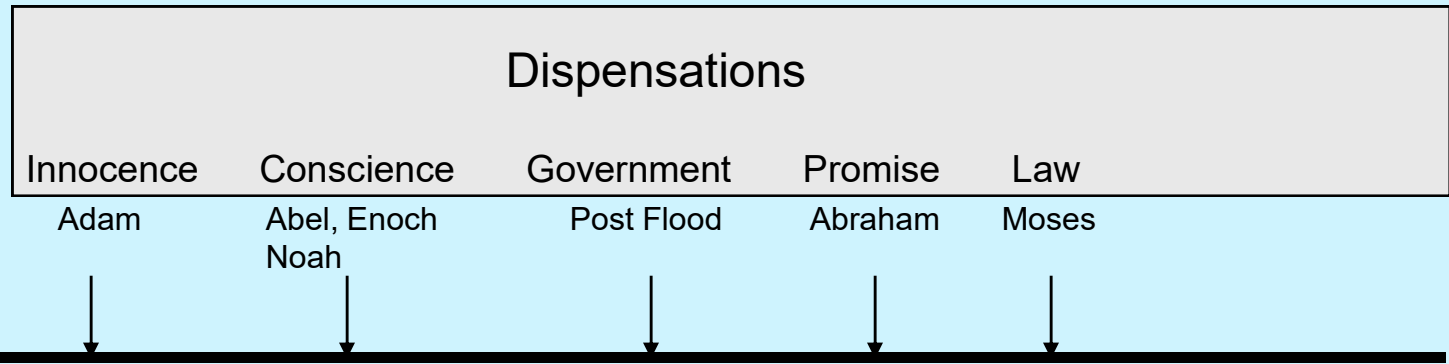 Dispensations
Innocence Conscience Government Promise Law
Adam Abel, Enoch Post Flood Abraham Moses
Noah